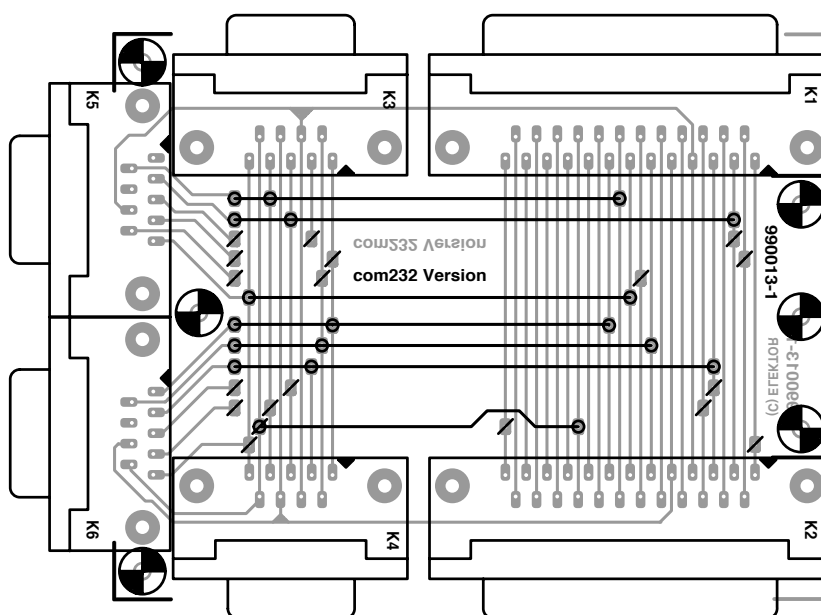 K5
K3
K1
com232 Version
com232 Version
990013-1
(C) ELEKTOR
990013-1
K6
K4
K2